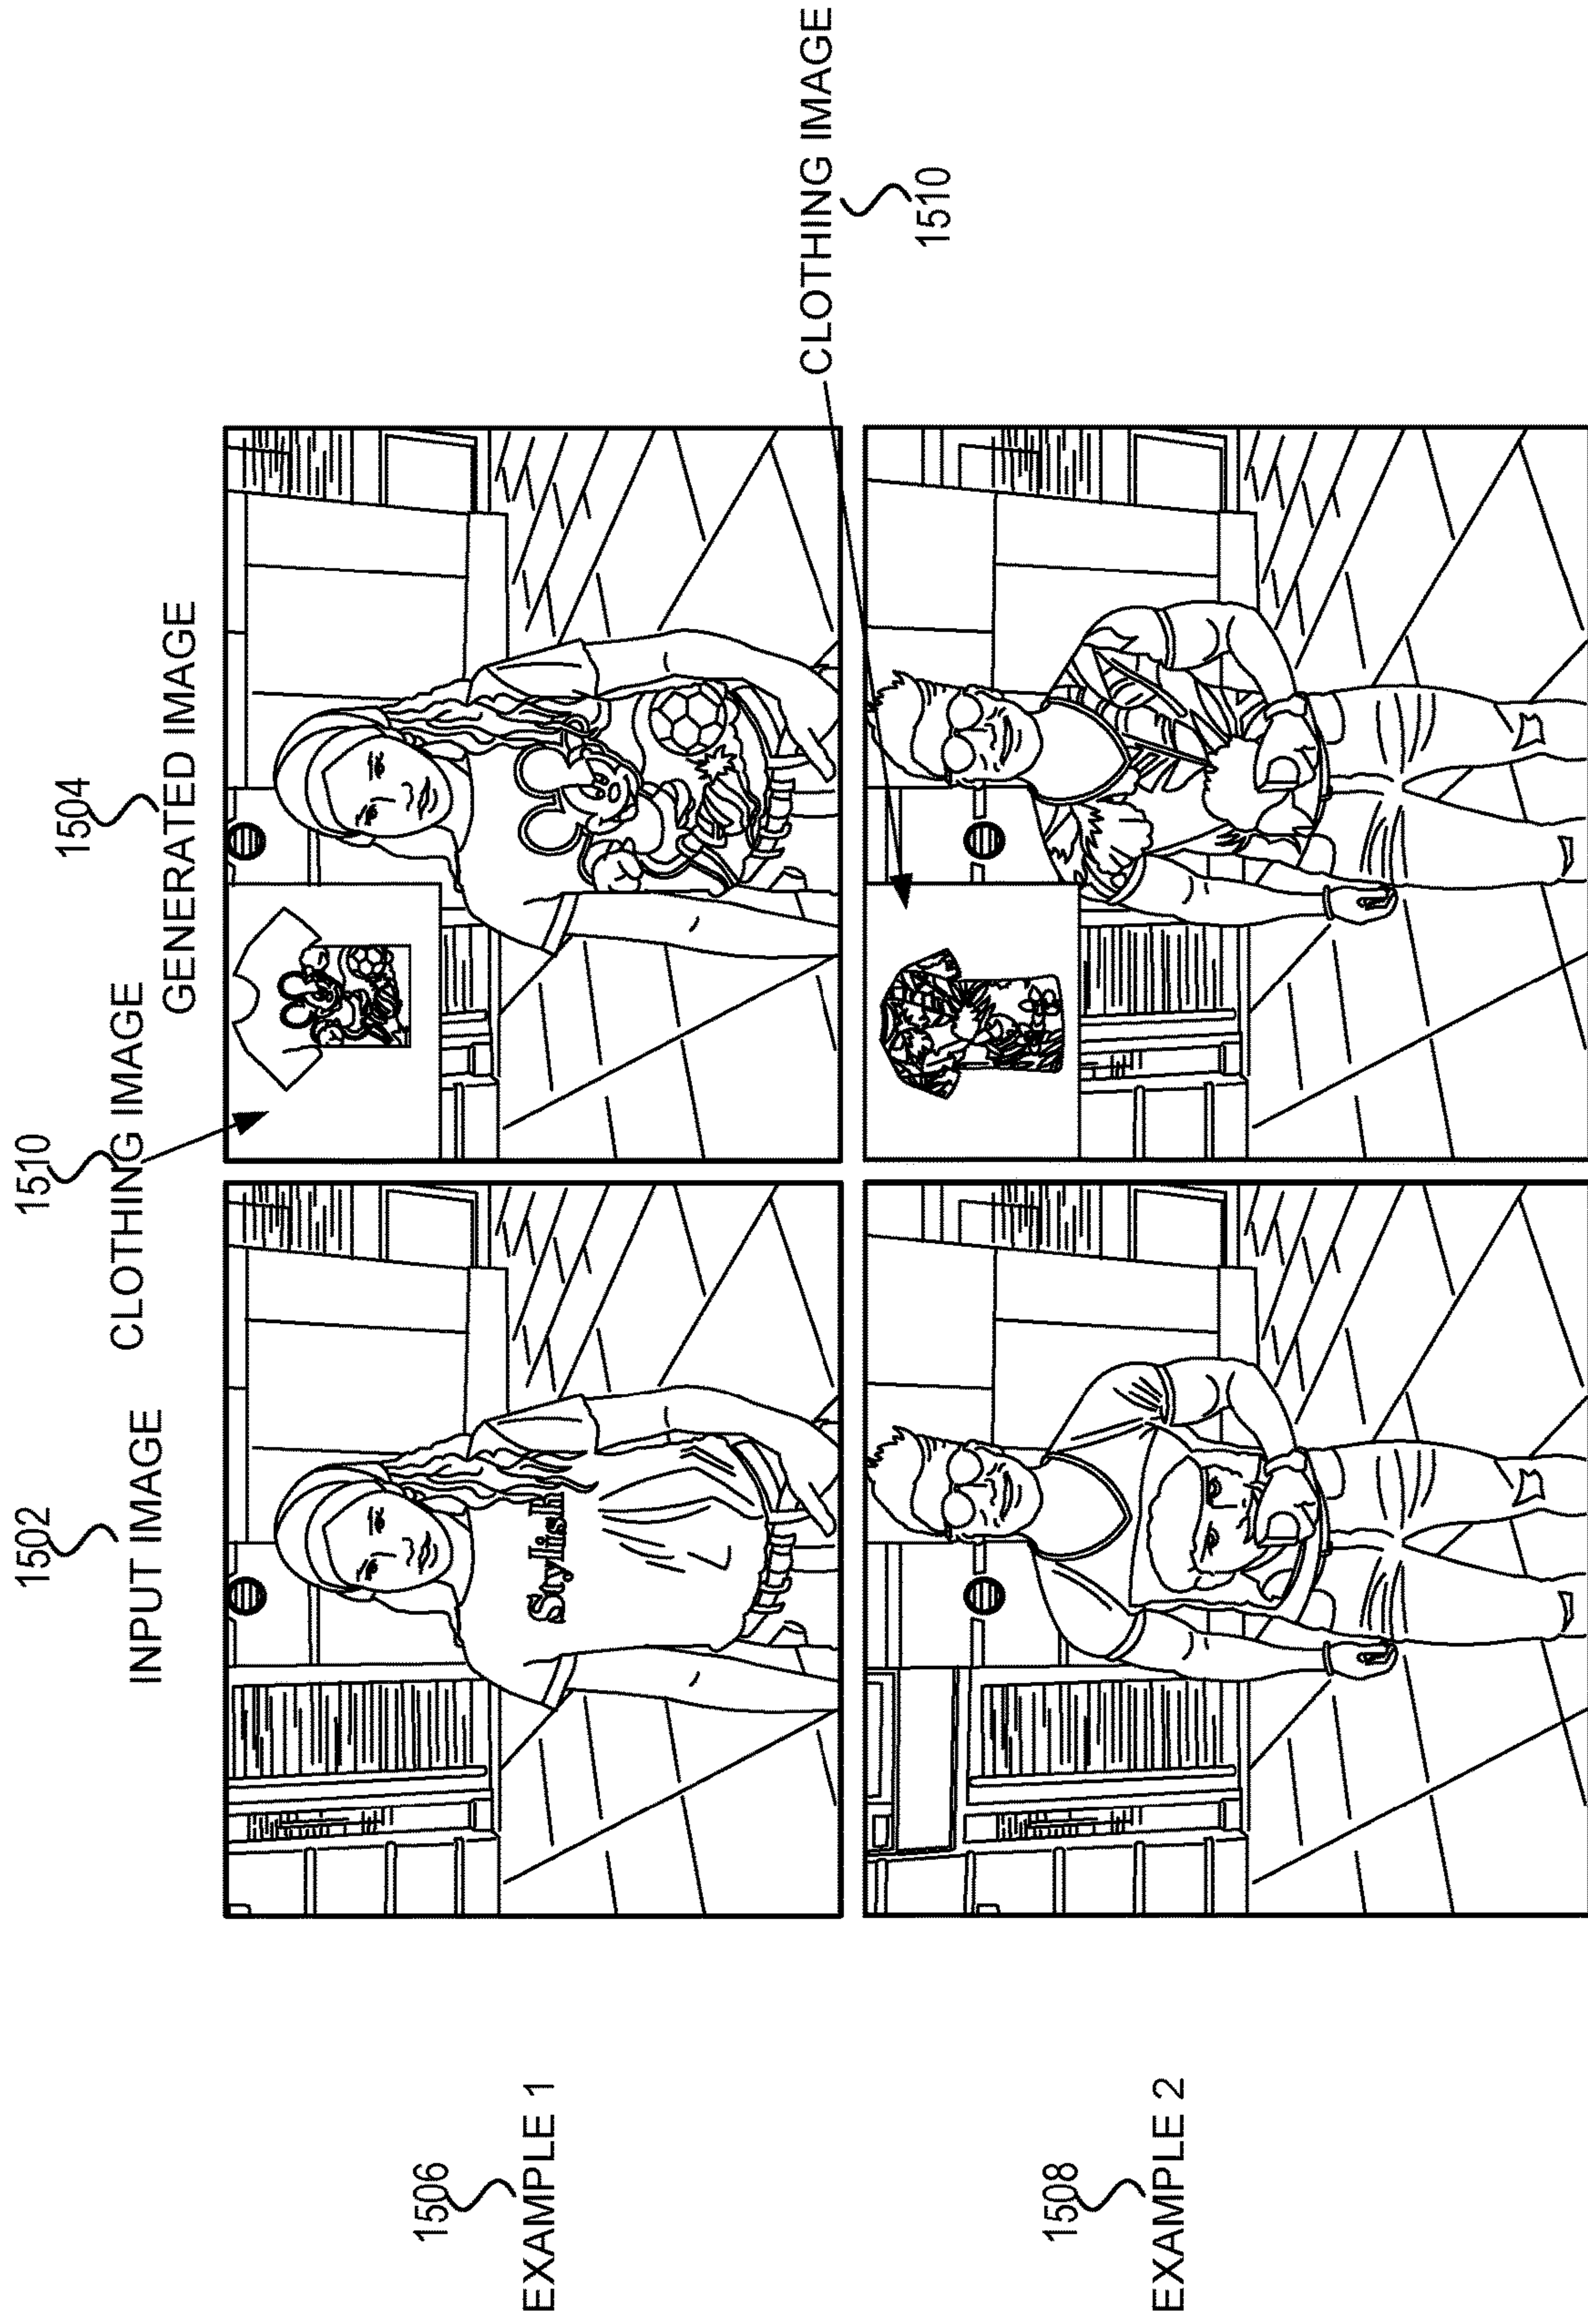 1502
INPUT IMAGE
1510
CLOTHING IMAGE
1504
GENERATED IMAGE
1506
EXAMPLE 1
Stylish
CLOTHING IMAGE
1510
1508
EXAMPLE 2